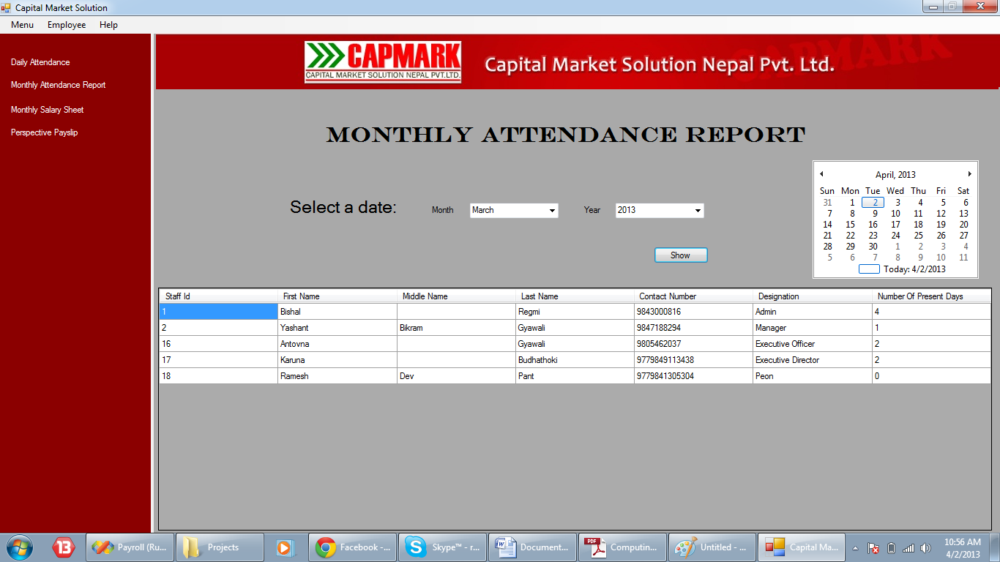 Capital Market Solution
Menu Employee Help
Daily Attendance
Monthly Attendance Report
Monthly Salary Sheet
Perspective Payslip
CAPMARK
CAPITAL MARKET SOLUTION NEPAL PVT.LTD.
Capital Market Solution Nepal Pvt. Ltd.
CAPMARK
MONTHLY ATTENDANCE REPORT
Select a date: Month March Year 2013
Show
April, 2013
Sun Mon Tue Wed Thu Fri Sat
31 1 2 3 4 5 6
7 8 9 10 11 12 13
14 15 16 17 18 19 20
21 22 23 24 25 26 27
28 29 30 1 2 3 4
5 6 7 8 9 10 11
Today: 4/2/2013
Staff Id First Name Middle Name Last Name Contact Number Designation Number Of Present Days
1 Bishal Regmi 9843000816 Admin 4
2 Yashant Bikram Gyawali 9847188294 Manager 1
16 Antovna Gyawali 9805462037 Executive Officer 2
17 Karuna Budhathoki 9779849113438 Executive Director 2
18 Ramesh Dev Pant 9779841305304 Peon 0
13 Payroll (Ru... Projects Facebook -... Skype™ - r... Document... PDF Computin... Untitled - ... Capital Ma... 10:56 AM
4/2/2013